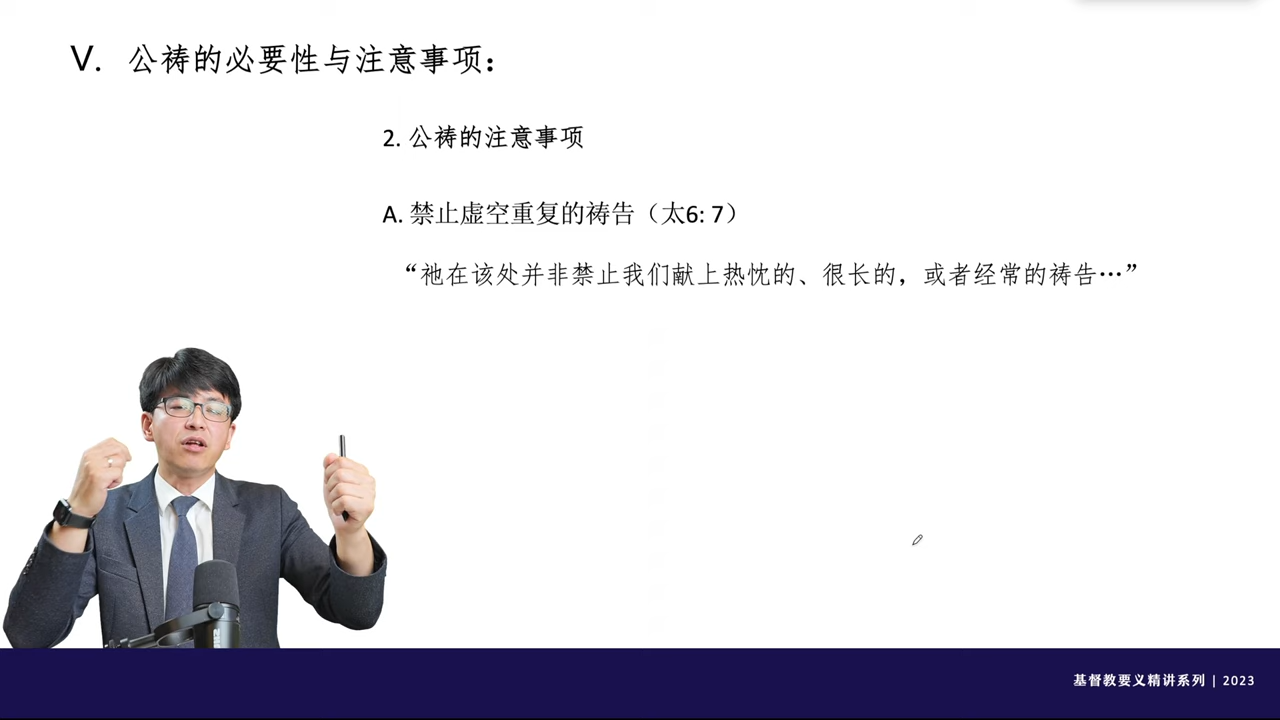 V. 公祷的必要性与注意事项：
2. 公祷的注意事项
A. 禁止虚空重复的祷告（太6: 7）
“祂在该处并非禁止我们献上热忱的、很长的，或者经常的祷告…”
基督教要义精讲系列 | 2023